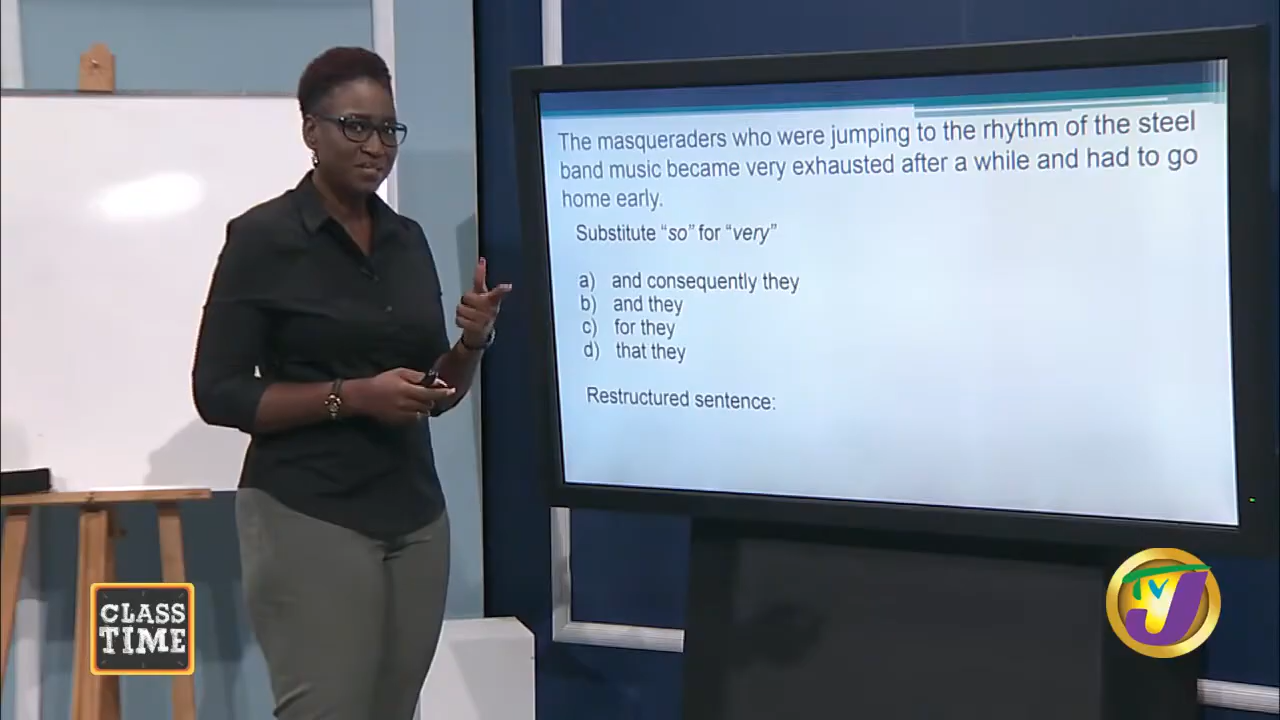 The masqueraders who were jumping to the rhythm of the steel
band music became very exhausted after a while and had to go
home early.
Substitute “so” for “very”
a) and consequently they
b) and they
c) for they
d) that they
Restructured sentence:
CLASS
TIME
TVJ